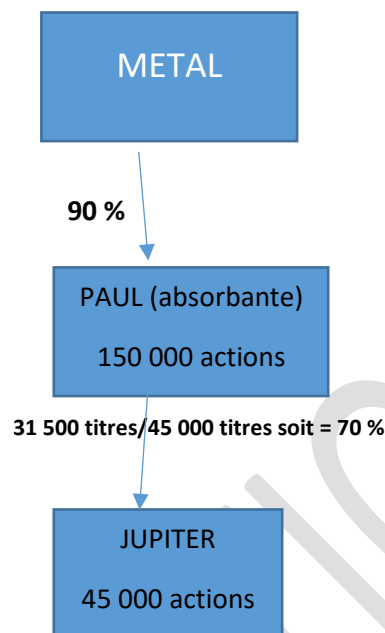 METAL
90 %
PAUL (absorbante)
150 000 actions
31 500 titres/45 000 titres soit = 70 %
JUPITER
45 000 actions